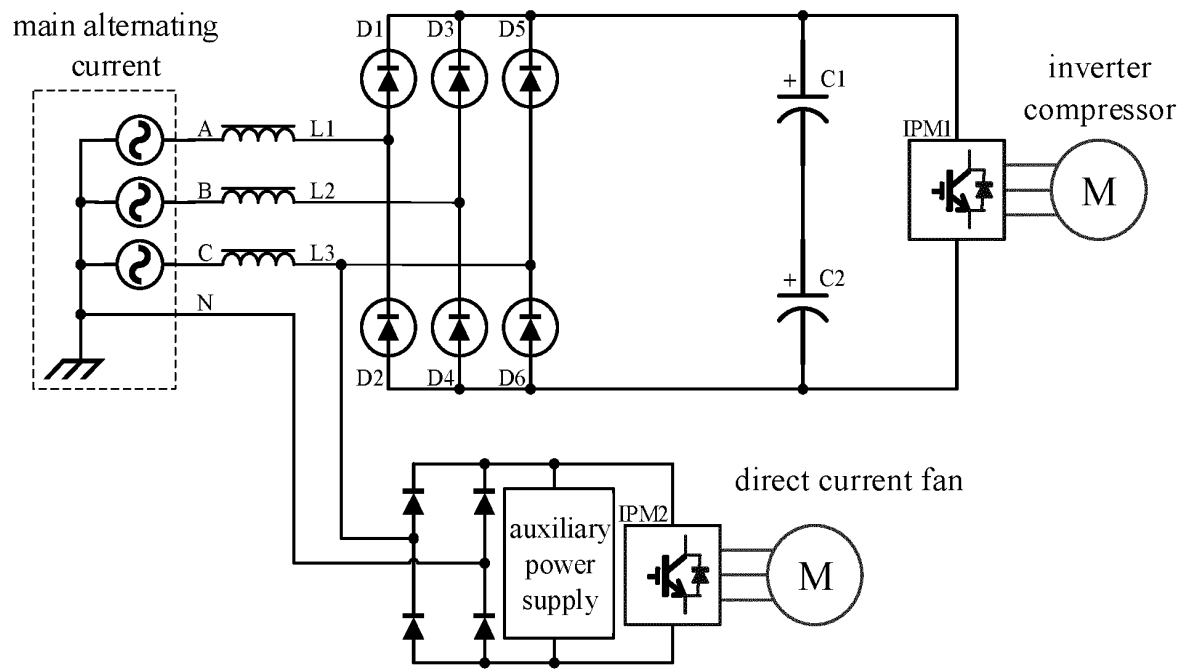 main alternating
current
D1
D3
D5
A
L1
B
L2
C
L3
N
D2
D4
D6
+
C1
+
C2
IPM1
inverter
compressor
M
direct current fan
auxiliary
power
supply
IPM2
M